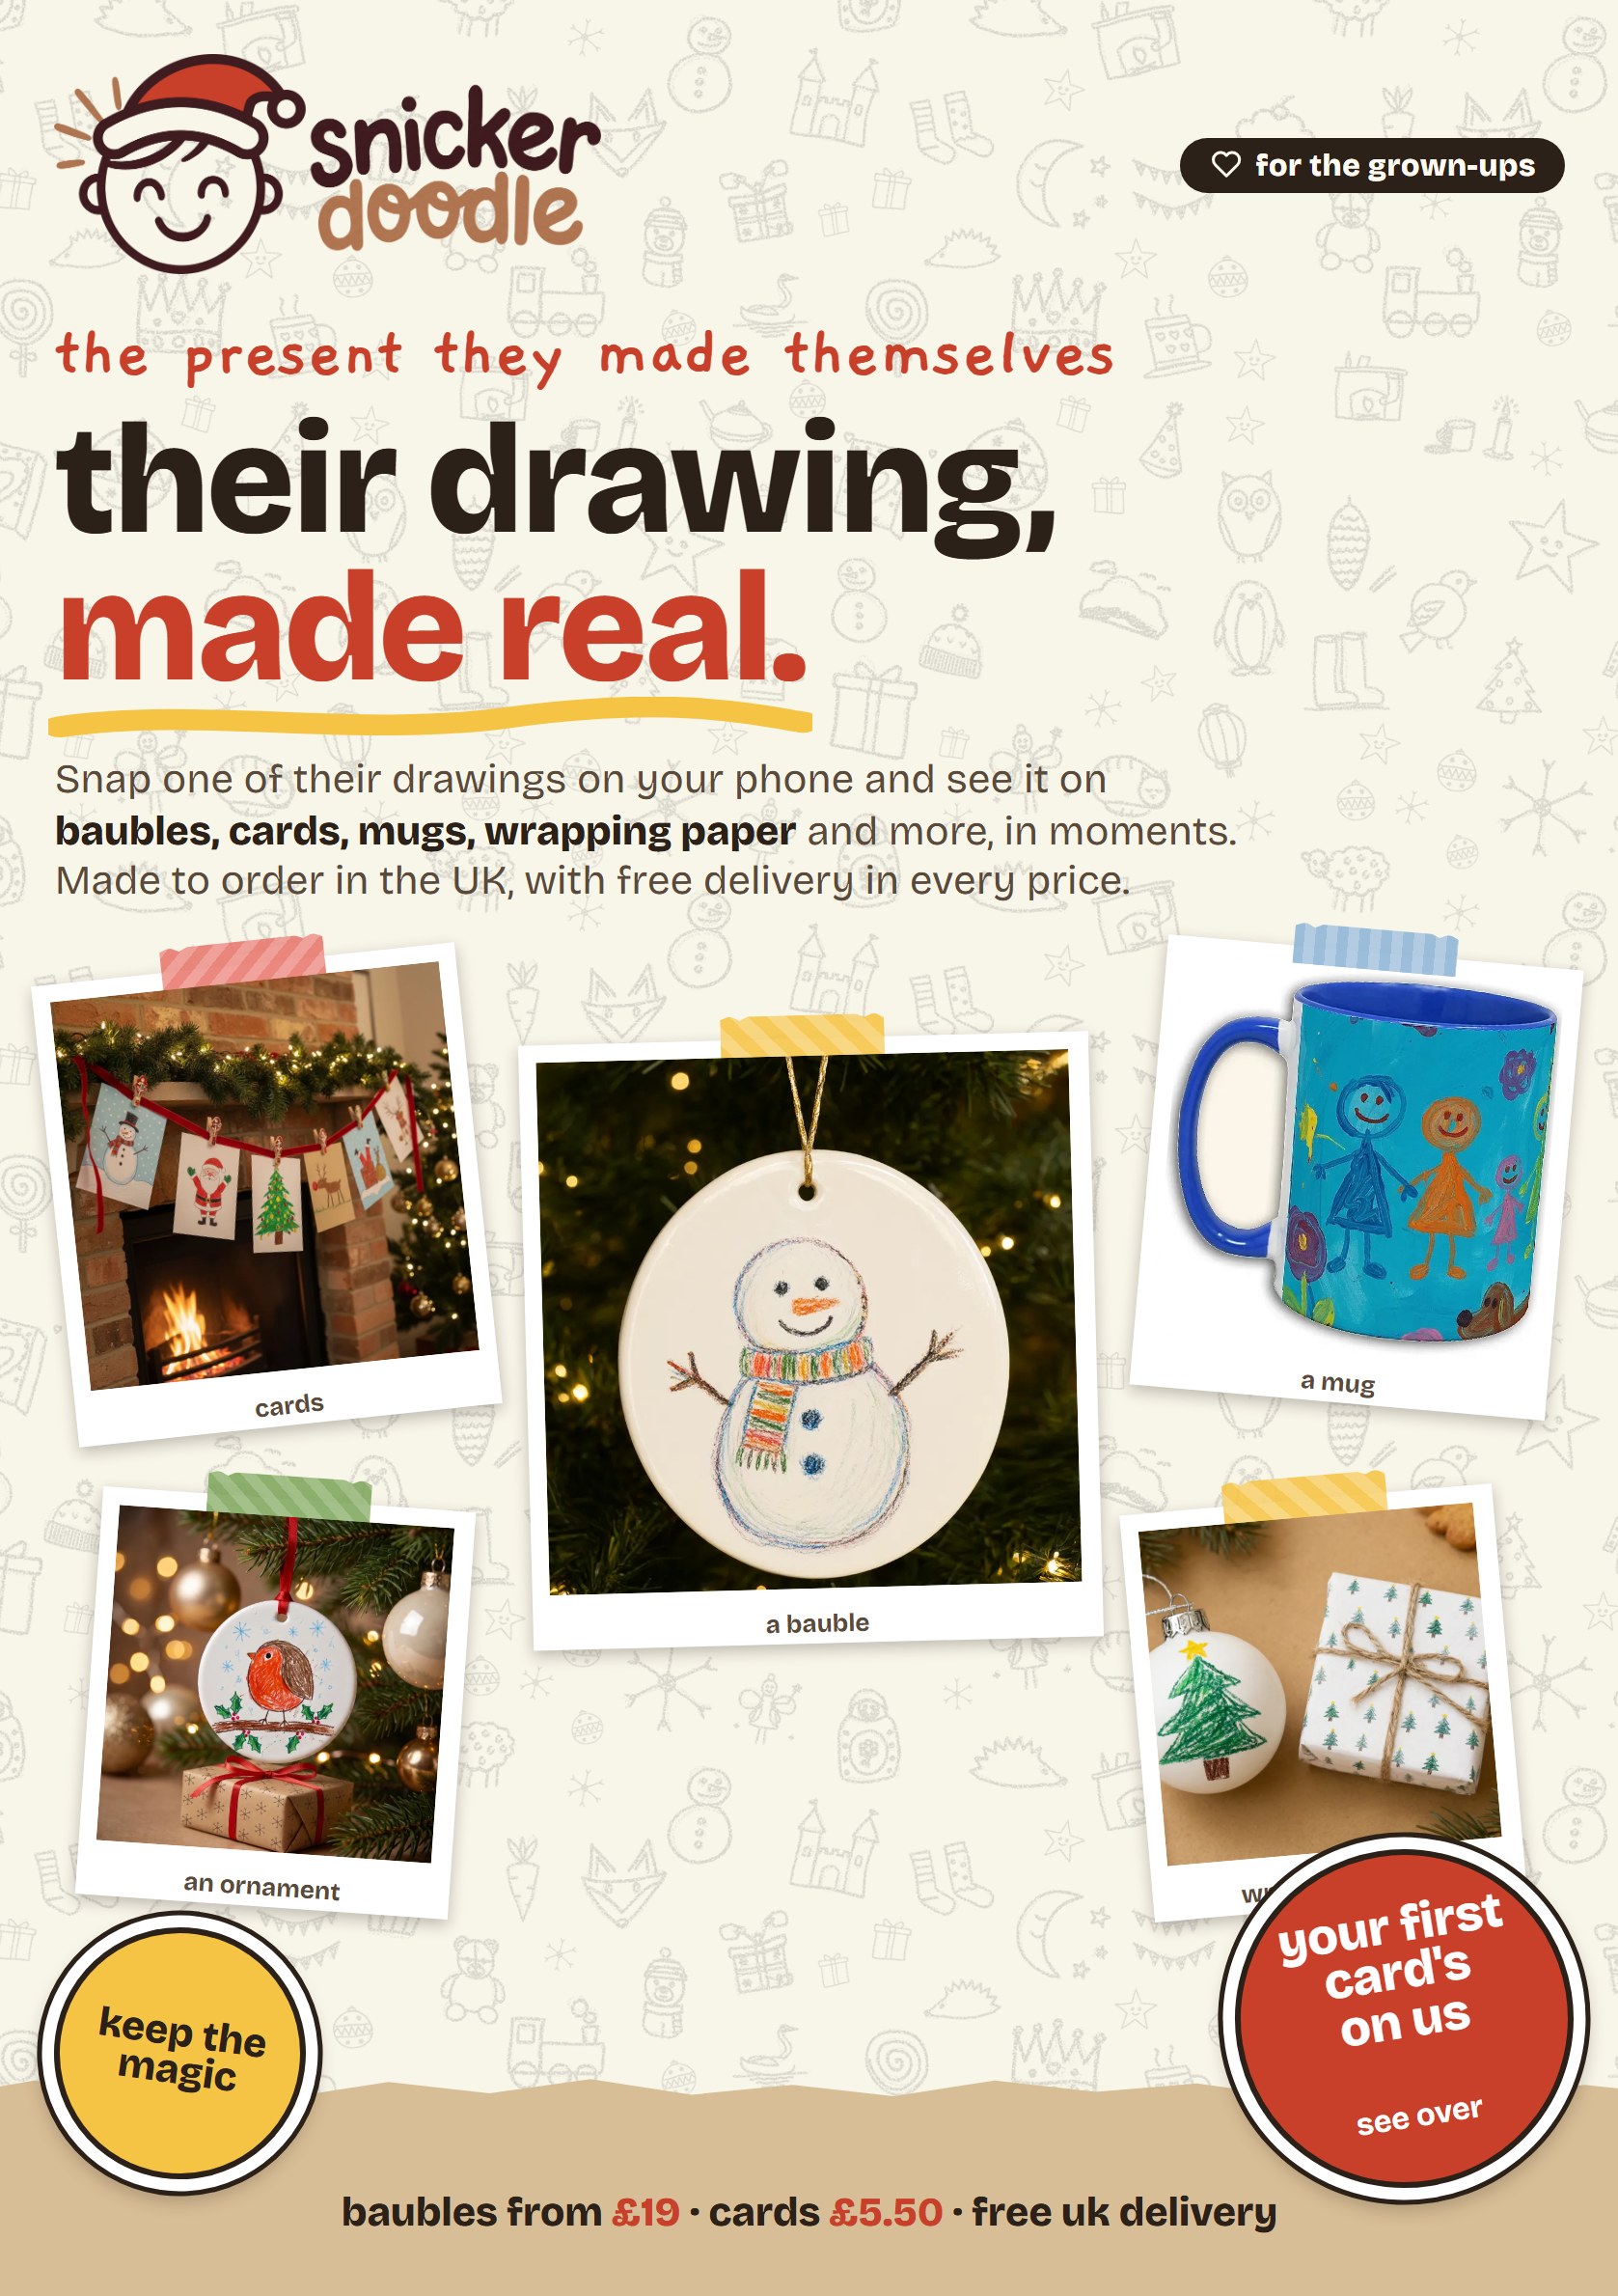 snicker
doodle
for the grown-ups
the present they made themselves
their drawing,
made real.
Snap one of their drawings on your phone and see it on
baubles, cards, mugs, wrapping paper and more, in moments.
Made to order in the UK, with free delivery in every price.
cards
a bauble
a mug
an ornament
keep the
magic
your first
card's
on us
see over
baubles from £19 · cards £5.50 · free uk delivery